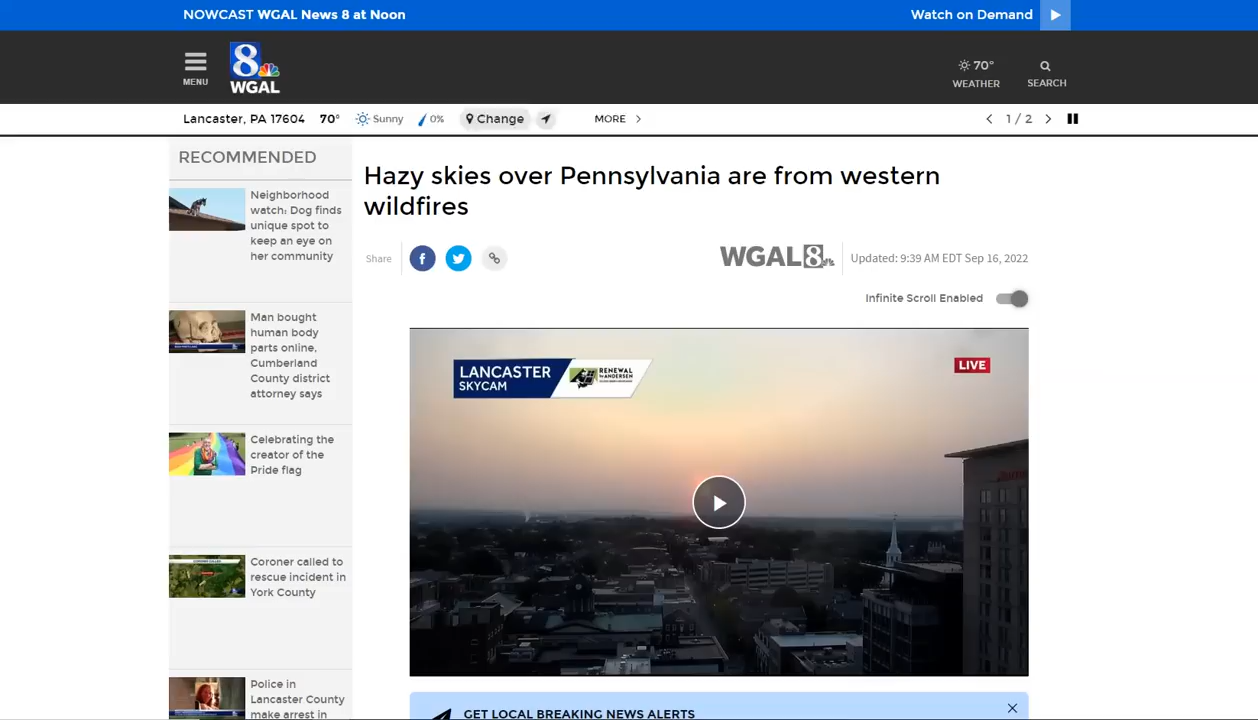 NOWCAST WGAL News 8 at Noon
Watch on Demand
MENU
8
WGAL
70°
WEATHER
SEARCH
Lancaster, PA 17604 70° Sunny 0% Change MORE
1 / 2
RECOMMENDED
Neighborhood
watch: Dog finds
unique spot to
keep an eye on
her community
Man bought
human body
parts online,
Cumberland
County district
attorney says
Celebrating the
creator of the
Pride flag
Coroner called to
rescue incident in
York County
Police in
Lancaster County
make arrest in
Hazy skies over Pennsylvania are from western
wildfires
Share
WGAL 8
Updated: 9:39 AM EDT Sep 16, 2022
Infinite Scroll Enabled
LANCASTER
SKYCAM
RENEWAL
by ANDERSEN
LIVE
GET LOCAL BREAKING NEWS ALERTS